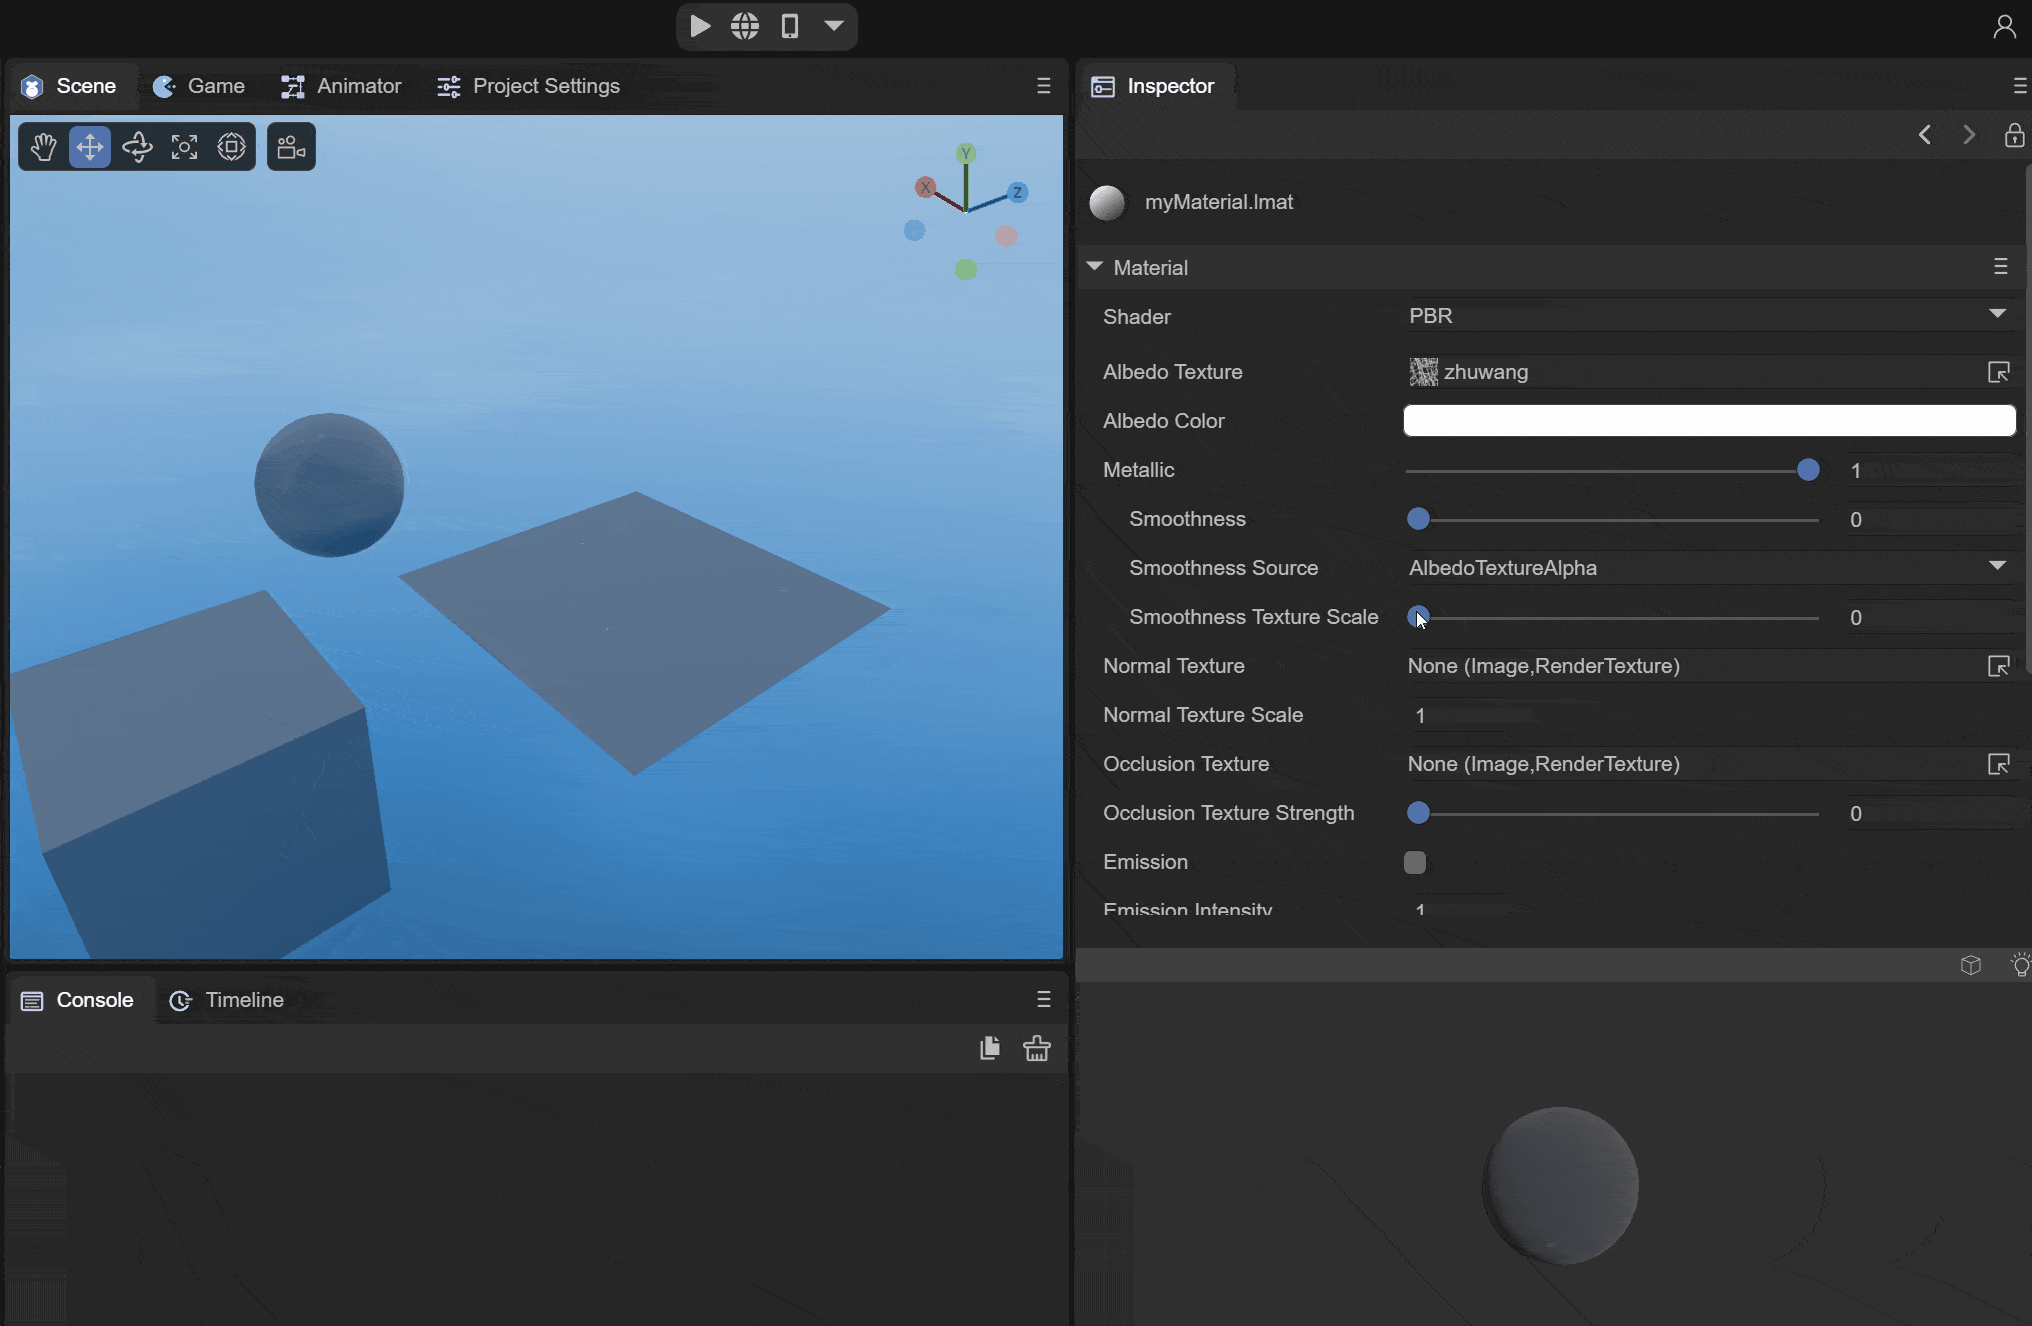 Scene
Game
Animator
Project Settings
Y
X
Z
Inspector
myMaterial.lmat
Material
Shader
PBR
Albedo Texture
zhuwang
Albedo Color
Metallic
1
Smoothness
0
Smoothness Source
AlbedoTextureAlpha
Smoothness Texture Scale
0
Normal Texture
None (Image,RenderTexture)
Normal Texture Scale
1
Occlusion Texture
None (Image,RenderTexture)
Occlusion Texture Strength
0
Emission
Emission Intensity
1
Console
Timeline